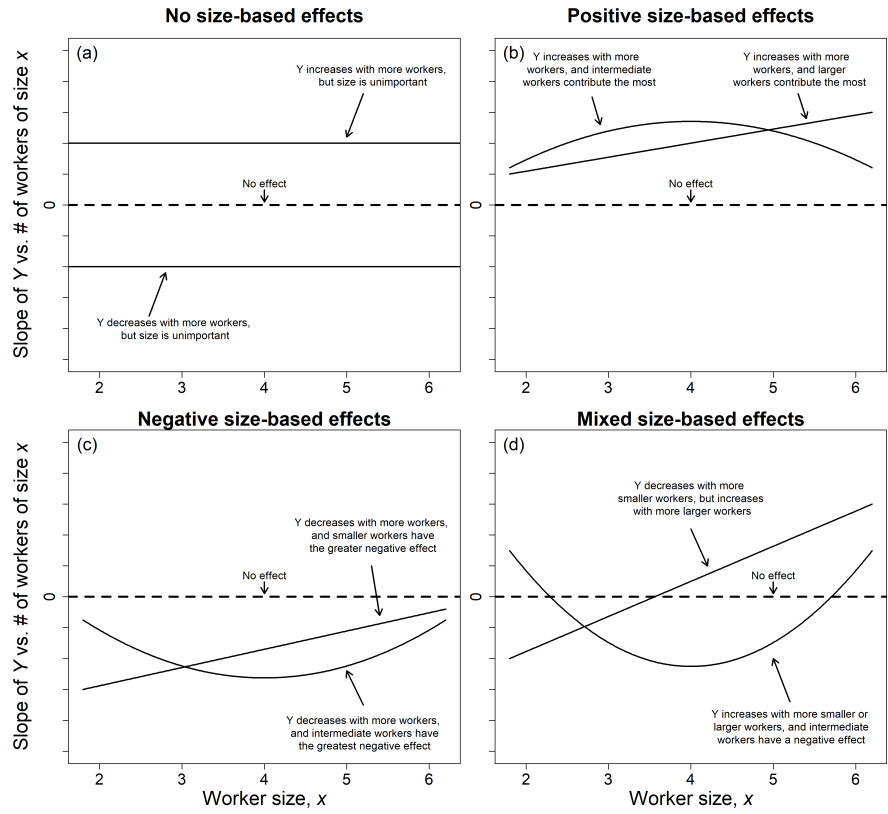 No size-based effects
Positive size-based effects
(a)
Y increases with more workers,
but size is unimportant
No effect
Y decreases with more workers,
but size is unimportant
Slope of Y vs. # of workers of size x
0
2 3 4 5 6
(b)
Y increases with more
workers, and intermediate
workers contribute the most
Y increases with more
workers, and larger
workers contribute the most
No effect
0
2 3 4 5 6
Negative size-based effects
Mixed size-based effects
(c)
Y decreases with more workers,
and smaller workers have
the greater negative effect
No effect
Y decreases with more workers,
and intermediate workers have
the greatest negative effect
Slope of Y vs. # of workers of size x
0
2 3 4 5 6
Worker size, x
(d)
Y decreases with more
smaller workers, but increases
with more larger workers
No effect
Y increases with more smaller or
larger workers, and intermediate
workers have a negative effect
0
2 3 4 5 6
Worker size, x